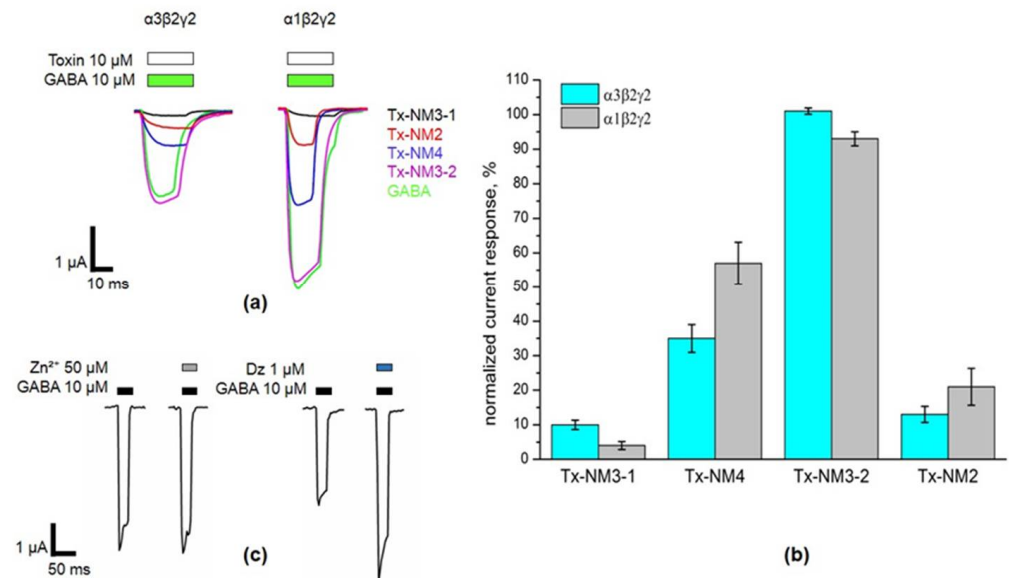 α3β2γ2 α1β2γ2
Toxin 10 µM
GABA 10 µM
Tx-NM3-1
Tx-NM2
Tx-NM4
Tx-NM3-2
GABA
1 µA
10 ms
(a)
Zn²⁺ 50 µM Dz 1 µM
GABA 10 µM GABA 10 µM
1 µA
50 ms
(c)
normalized current response, %
110
100
90
80
70
60
50
40
30
20
10
0
α3β2γ2
α1β2γ2
Tx-NM3-1 Tx-NM4 Tx-NM3-2 Tx-NM2
(b)